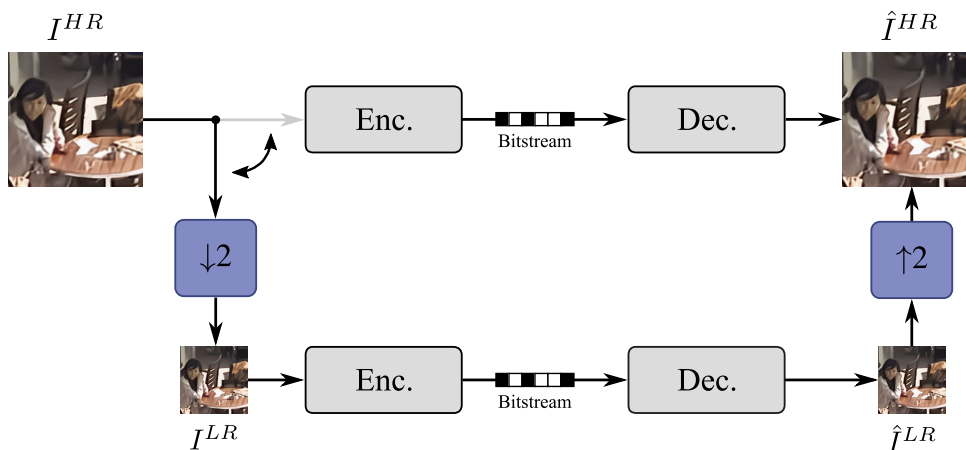 I^{HR}
Î^{HR}
Enc.
Bitstream
Dec.
↓2
↑2
Enc.
Bitstream
Dec.
I^{LR}
Î^{LR}